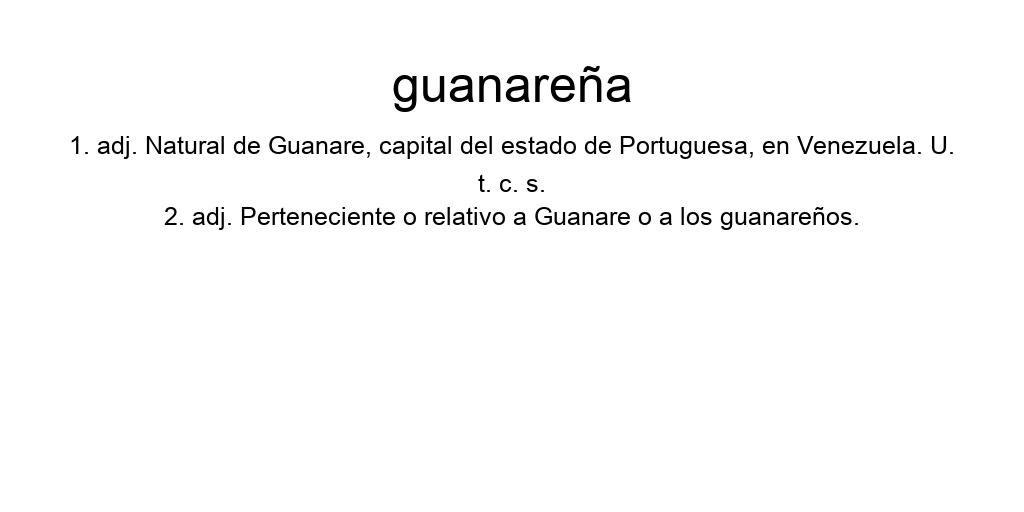 guanareña
1. adj. Natural de Guanare, capital del estado de Portuguesa, en Venezuela. U.
t. c. s.
2. adj. Perteneciente o relativo a Guanare o a los guanareños.